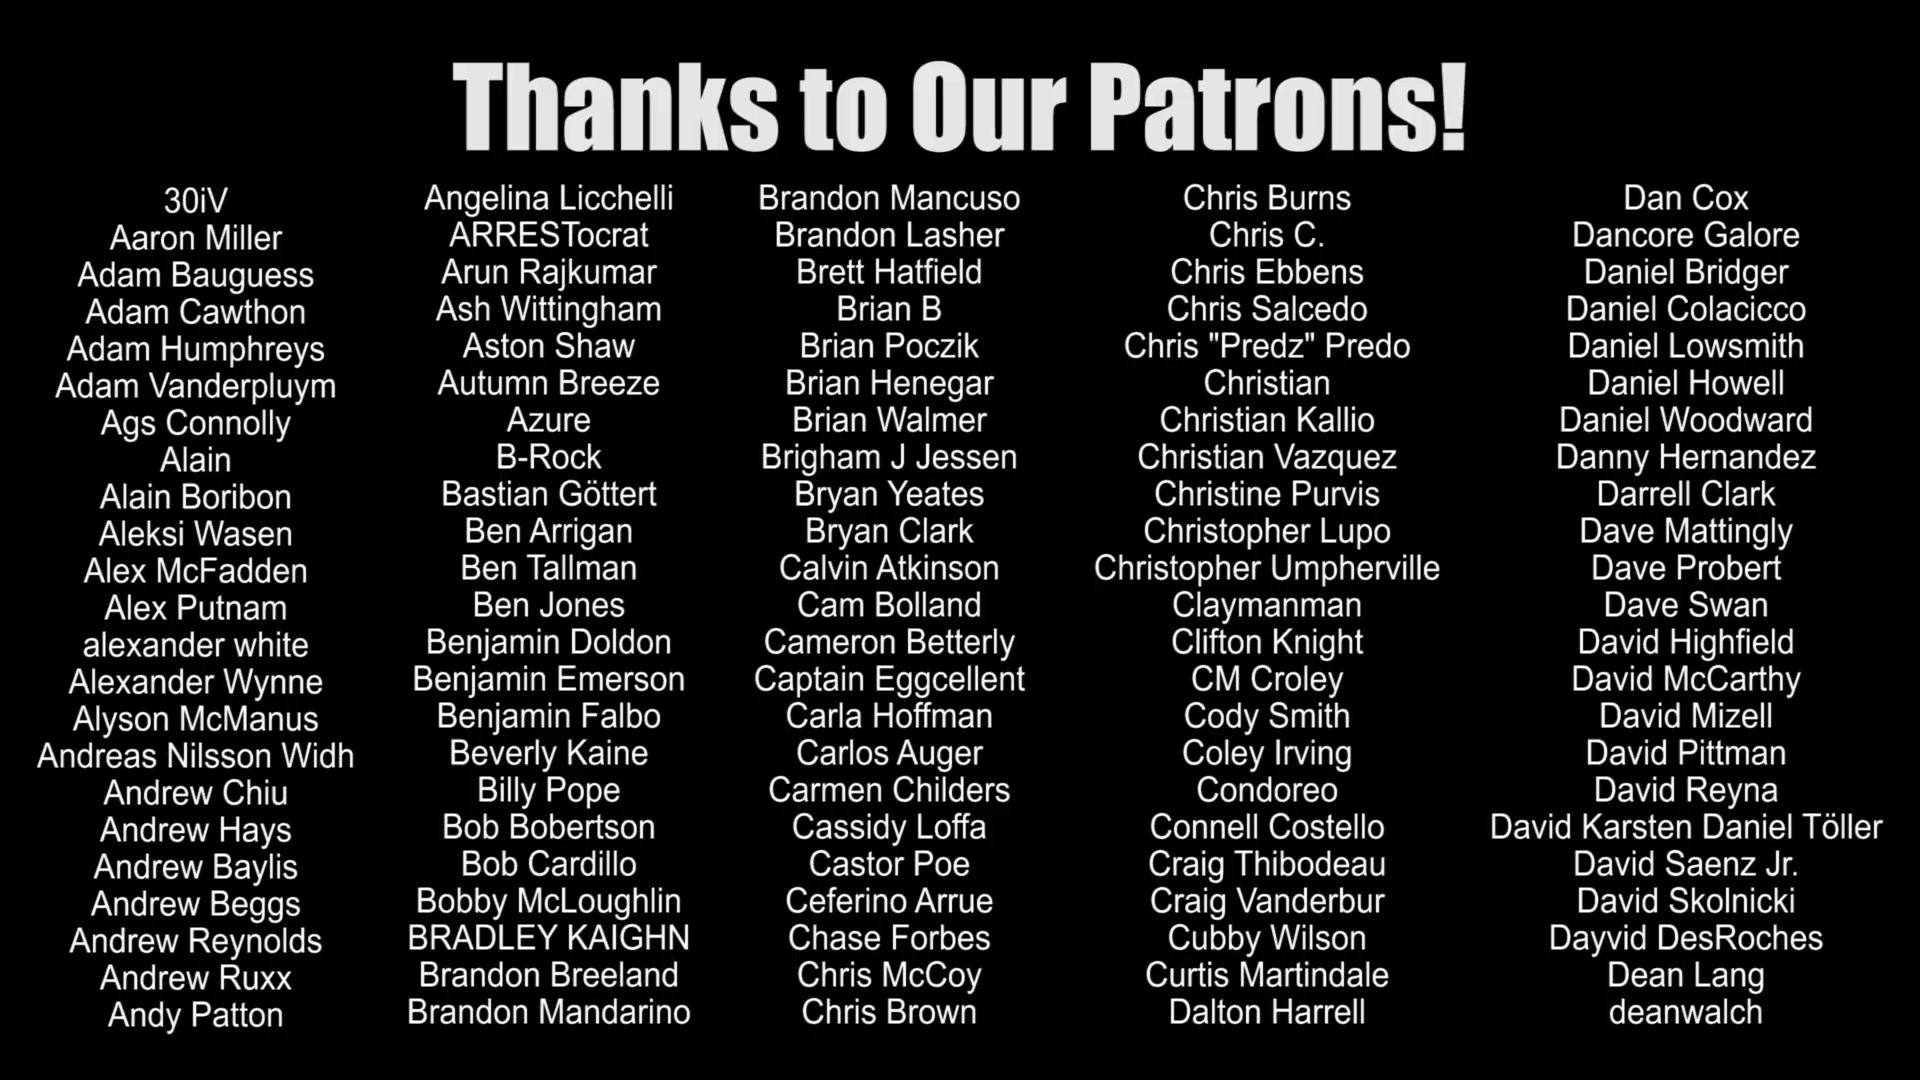 Thanks to Our Patrons!
30iV
Aaron Miller
Adam Bauguess
Adam Cawthon
Adam Humphreys
Adam Vanderpluym
Ags Connolly
Alain
Alain Boribon
Aleksi Wasen
Alex McFadden
Alex Putnam
alexander white
Alexander Wynne
Alyson McManus
Andreas Nilsson Widh
Andrew Chiu
Andrew Hays
Andrew Baylis
Andrew Beggs
Andrew Reynolds
Andrew Ruxx
Andy Patton
Angelina Licchelli
ARRESTocrat
Arun Rajkumar
Ash Wittingham
Aston Shaw
Autumn Breeze
Azure
B-Rock
Bastian Göttert
Ben Arrigan
Ben Tallman
Ben Jones
Benjamin Doldon
Benjamin Emerson
Benjamin Falbo
Beverly Kaine
Billy Pope
Bob Bobertson
Bob Cardillo
Bobby McLoughlin
BRADLEY KAIGHN
Brandon Breeland
Brandon Mandarino
Brandon Mancuso
Brandon Lasher
Brett Hatfield
Brian B
Brian Poczik
Brian Henegar
Brian Walmer
Brigham J Jessen
Bryan Yeates
Bryan Clark
Calvin Atkinson
Cam Bolland
Cameron Betterly
Captain Eggcellent
Carla Hoffman
Carlos Auger
Carmen Childers
Cassidy Loffa
Castor Poe
Ceferino Arrue
Chase Forbes
Chris McCoy
Chris Brown
Chris Burns
Chris C.
Chris Ebbens
Chris Salcedo
Chris "Predz" Predo
Christian
Christian Kallio
Christian Vazquez
Christine Purvis
Christopher Lupo
Christopher Umpherville
Claymanman
Clifton Knight
CM Croley
Cody Smith
Coley Irving
Condoreo
Connell Costello
Craig Thibodeau
Craig Vanderbur
Cubby Wilson
Curtis Martindale
Dalton Harrell
Dan Cox
Dancore Galore
Daniel Bridger
Daniel Colacicco
Daniel Lowsmith
Daniel Howell
Daniel Woodward
Danny Hernandez
Darrell Clark
Dave Mattingly
Dave Probert
Dave Swan
David Highfield
David McCarthy
David Mizell
David Pittman
David Reyna
David Karsten Daniel Töller
David Saenz Jr.
David Skolnicki
Dayvid DesRoches
Dean Lang
deanwalch